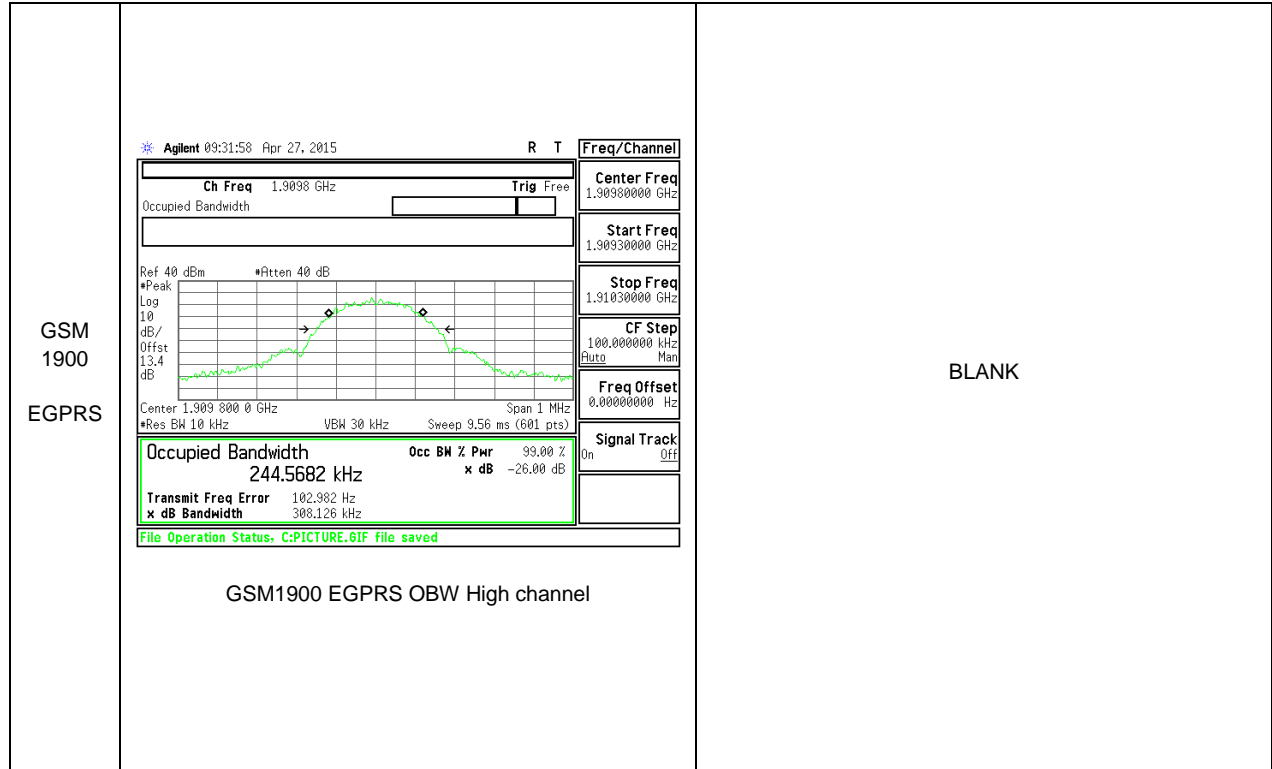 GSM
1900
EGPRS
Agilent 09:31:58 Apr 27, 2015 R T Freq/Channel
Ch Freq 1.9098 GHz Trig Free
Occupied Bandwidth
Center Freq
1.90980000 GHz
Start Freq
1.90930000 GHz
Stop Freq
1.91030000 GHz
CF Step
100.000000 kHz
Auto Man
Freq Offset
0.00000000 Hz
Signal Track
On Off
Ref 40 dBm #Atten 40 dB
#Peak
Log
10
dB/
Offst
13.4
dB
Center 1.909 800 0 GHz Span 1 MHz
#Res BW 10 kHz VBW 30 kHz Sweep 9.56 ms (601 pts)
Occupied Bandwidth Occ BW % Pwr 99.00 %
244.5682 kHz x dB -26.00 dB
Transmit Freq Error 102.982 Hz
x dB Bandwidth 308.126 kHz
File Operation Status, C:PICTURE.GIF file saved
GSM1900 EGPRS OBW High channel
BLANK